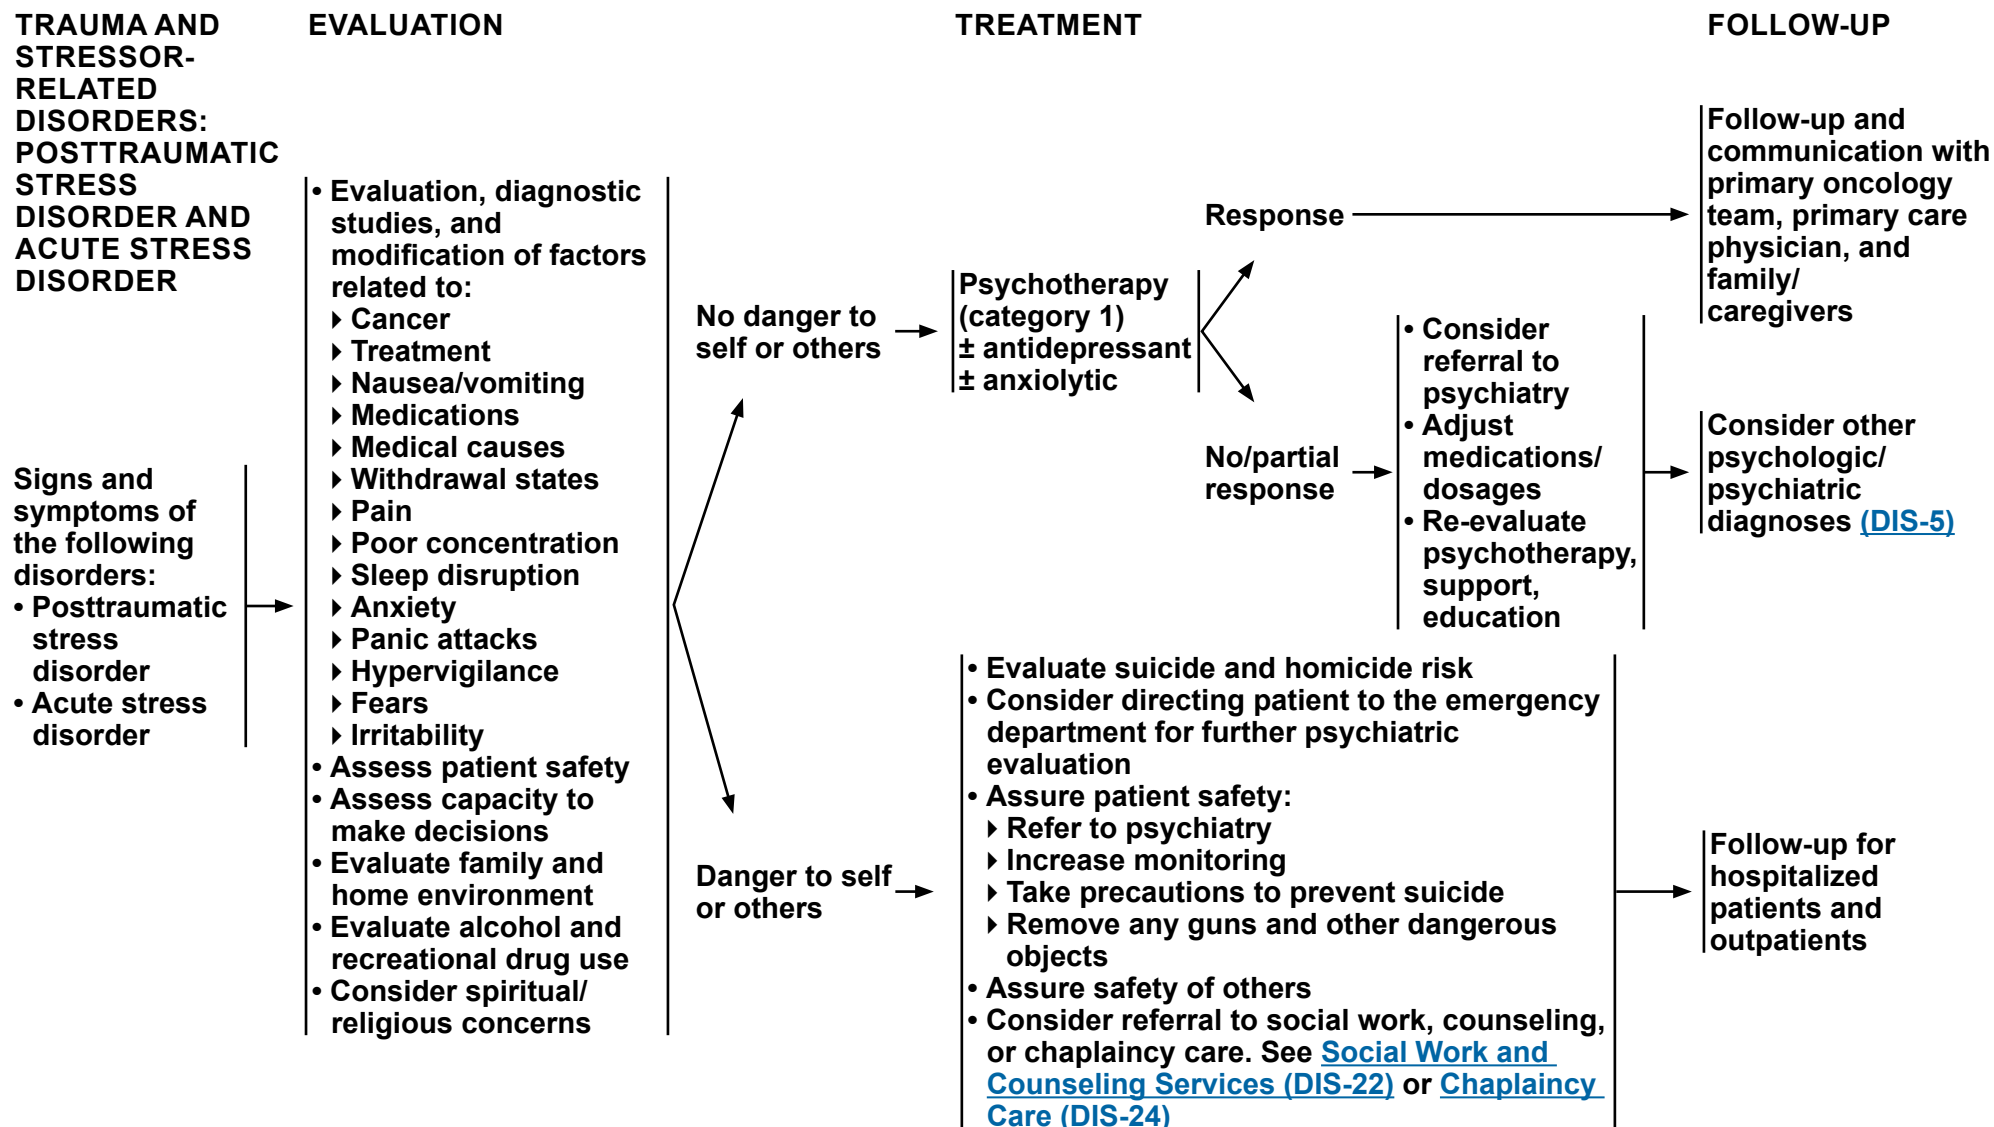 TRAUMA AND
STRESSOR-
RELATED
DISORDERS:
POSTTRAUMATIC
STRESS
DISORDER AND
ACUTE STRESS
DISORDER
Signs and
symptoms of
the following
disorders:
• Posttraumatic
stress
disorder
• Acute stress
disorder
EVALUATION
• Evaluation, diagnostic
studies, and
modification of factors
related to:
Cancer
Treatment
Nausea/vomiting
Medications
Medical causes
Withdrawal states
Pain
Poor concentration
Sleep disruption
Anxiety
Panic attacks
Hypervigilance
Fears
Irritability
• Assess patient safety
• Assess capacity to
make decisions
• Evaluate family and
home environment
• Evaluate alcohol and
recreational drug use
• Consider spiritual/
religious concerns
No danger to
self or others
Danger to self
or others
TREATMENT
Psychotherapy
(category 1)
± antidepressant
± anxiolytic
Response
No/partial
response
• Consider
referral to
psychiatry
• Adjust
medications/
dosages
• Re-evaluate
psychotherapy,
support,
education
• Evaluate suicide and homicide risk
• Consider directing patient to the emergency
department for further psychiatric
evaluation
• Assure patient safety:
Refer to psychiatry
Increase monitoring
Take precautions to prevent suicide
Remove any guns and other dangerous
objects
• Assure safety of others
• Consider referral to social work, counseling,
or chaplaincy care. See Social Work and
Counseling Services (DIS-22) or Chaplaincy
Care (DIS-24)
FOLLOW-UP
Follow-up and
communication with
primary oncology
team, primary care
physician, and
family/
caregivers
Consider other
psychologic/
psychiatric
diagnoses (DIS-5)
Follow-up for
hospitalized
patients and
outpatients